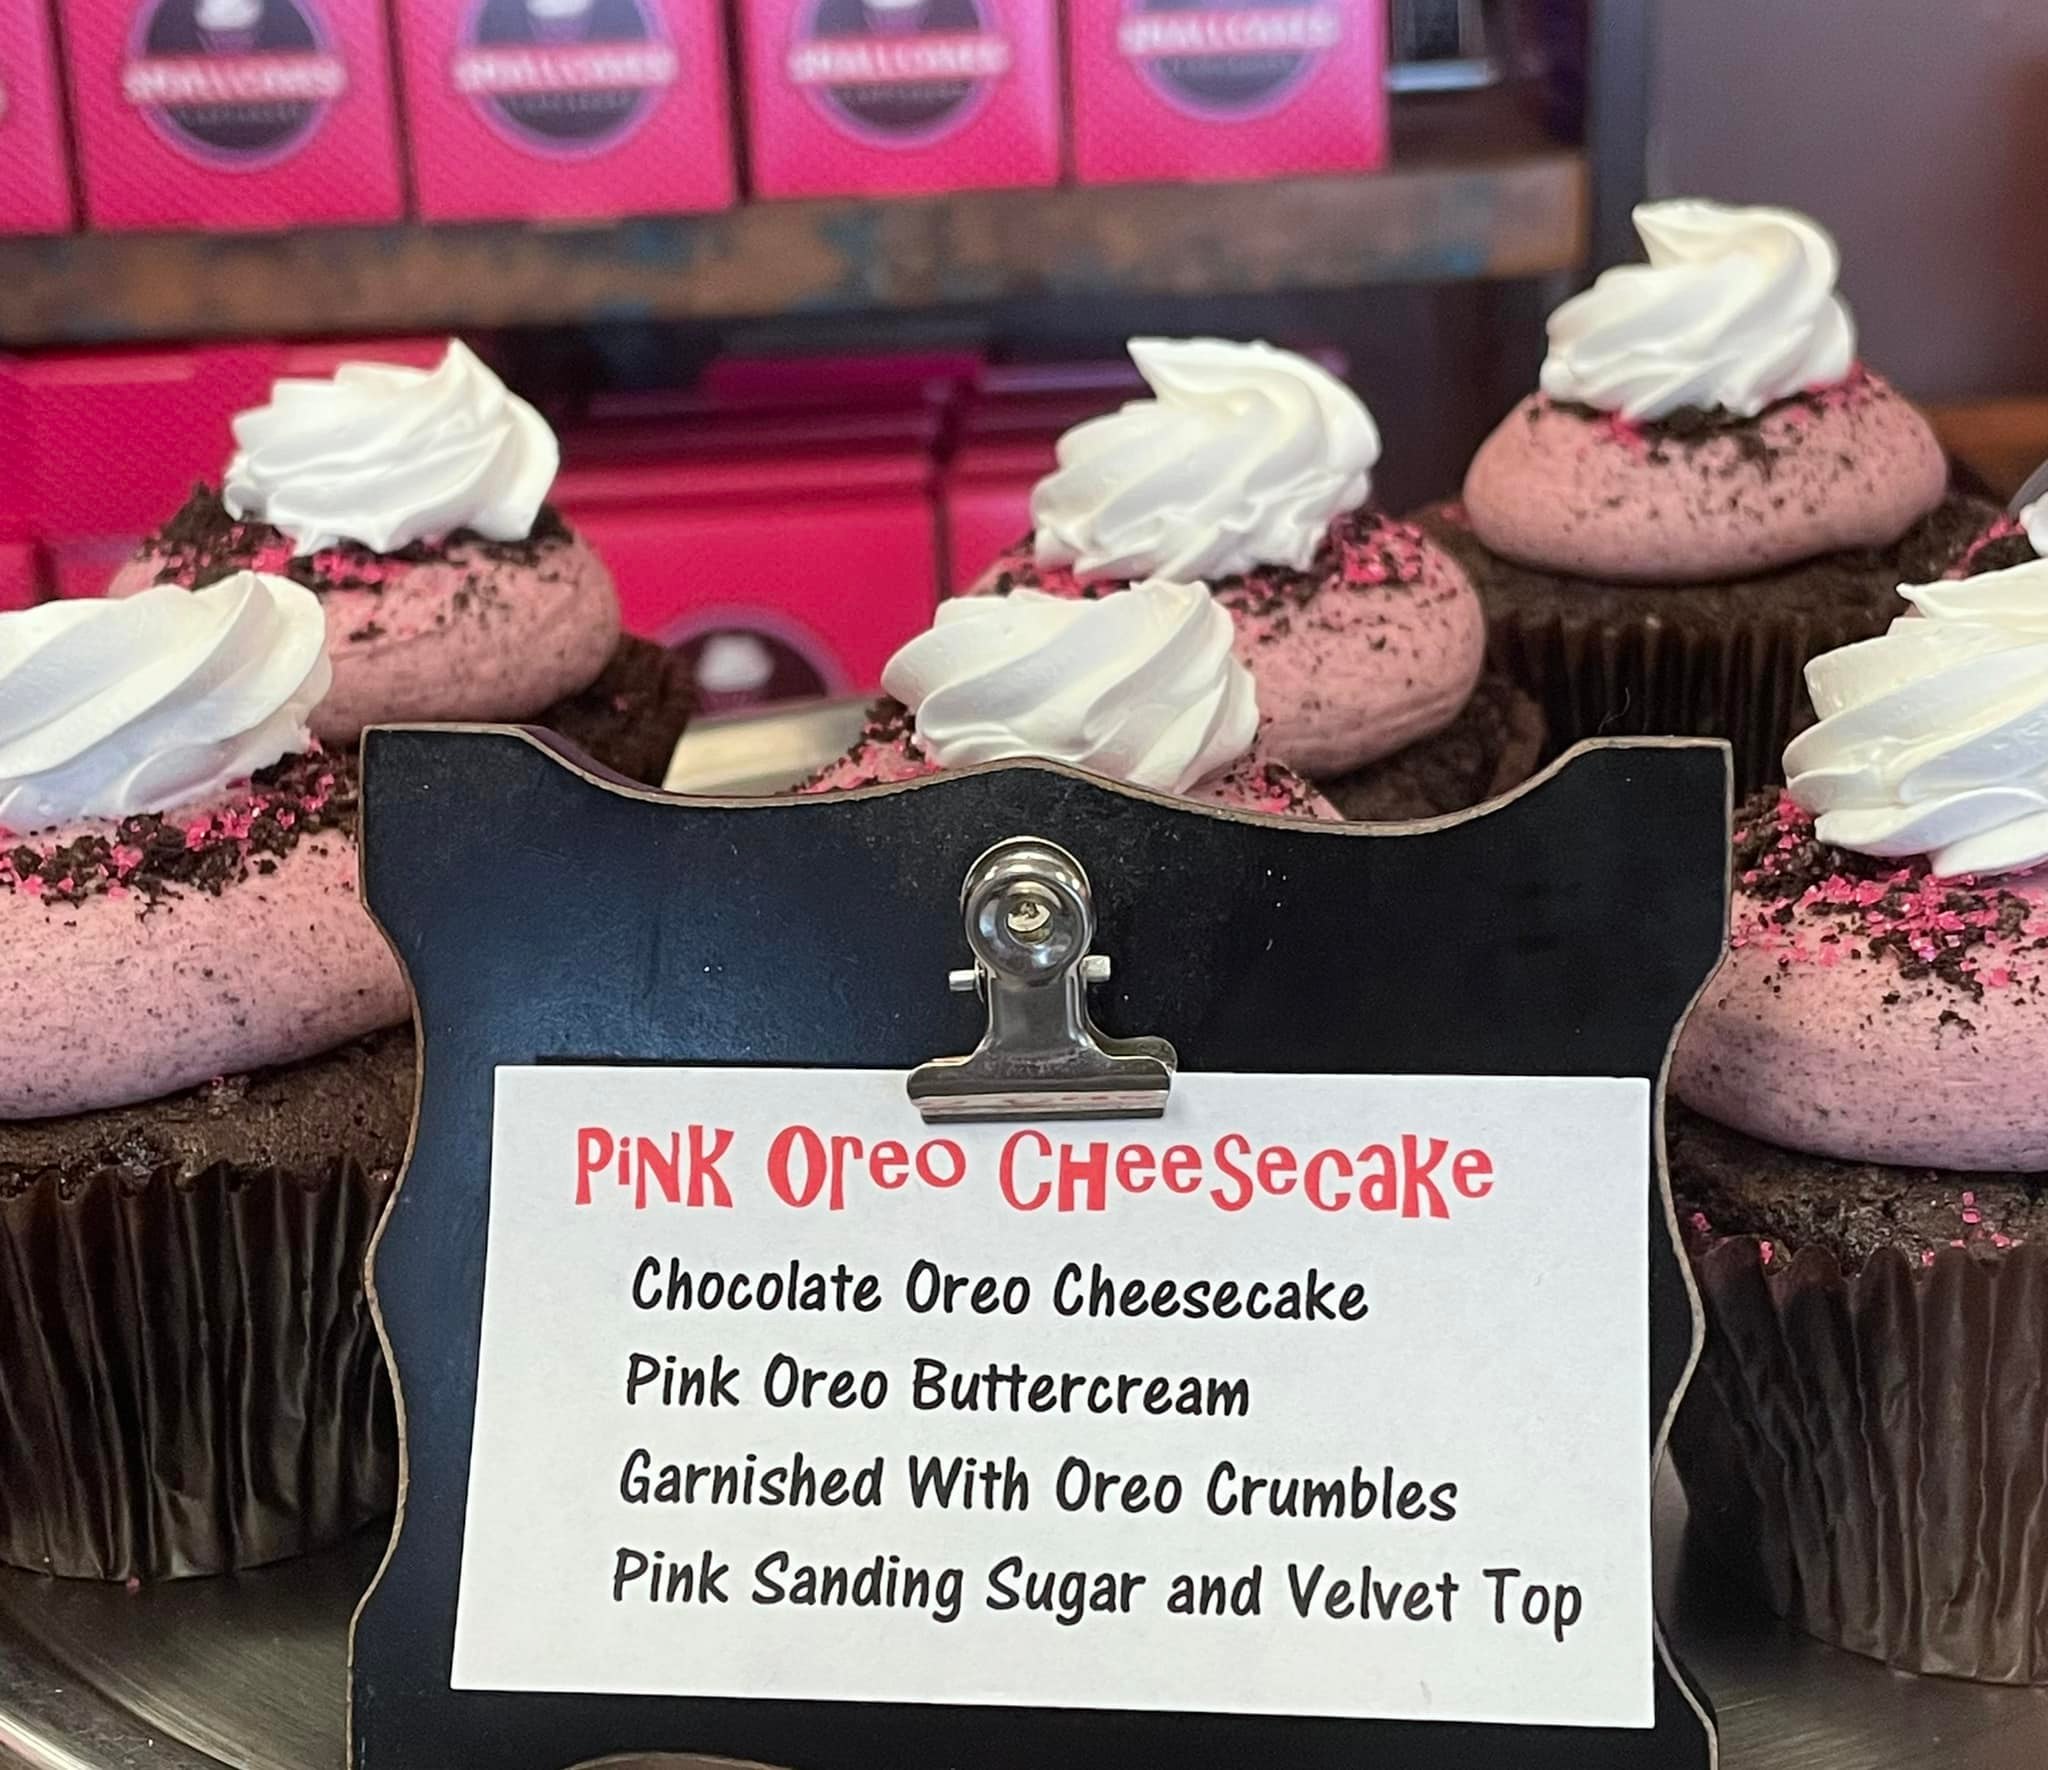 Pink Oreo Cheesecake
Chocolate Oreo Cheesecake
Pink Oreo Buttercream
Garnished With Oreo Crumbles
Pink Sanding Sugar and Velvet Top